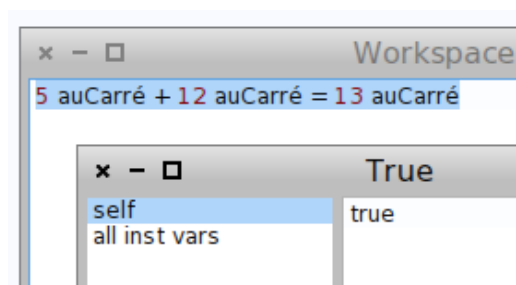 Workspace
5 auCarré + 12 auCarré = 13 auCarré
True
self
true
all inst vars